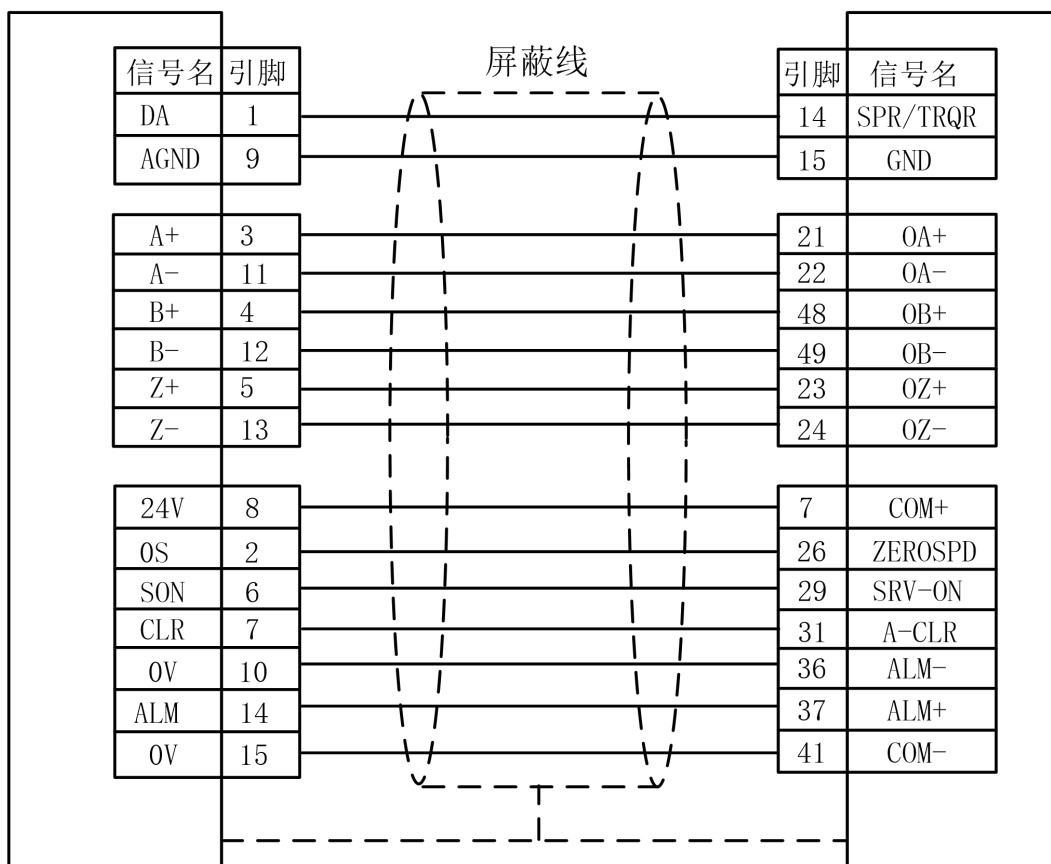 屏蔽线
信号名 引脚 引脚 信号名
DA 1 14 SPR/TRQR
AGND 9 15 GND
A+ 3 21 OA+
A- 11 22 OA-
B+ 4 48 OB+
B- 12 49 OB-
Z+ 5 23 OZ+
Z- 13 24 OZ-
24V 8 7 COM+
OS 2 26 ZEROSPD
SON 6 29 SRV-ON
CLR 7 31 A-CLR
0V 10 36 ALM-
ALM 14 37 ALM+
0V 15 41 COM-